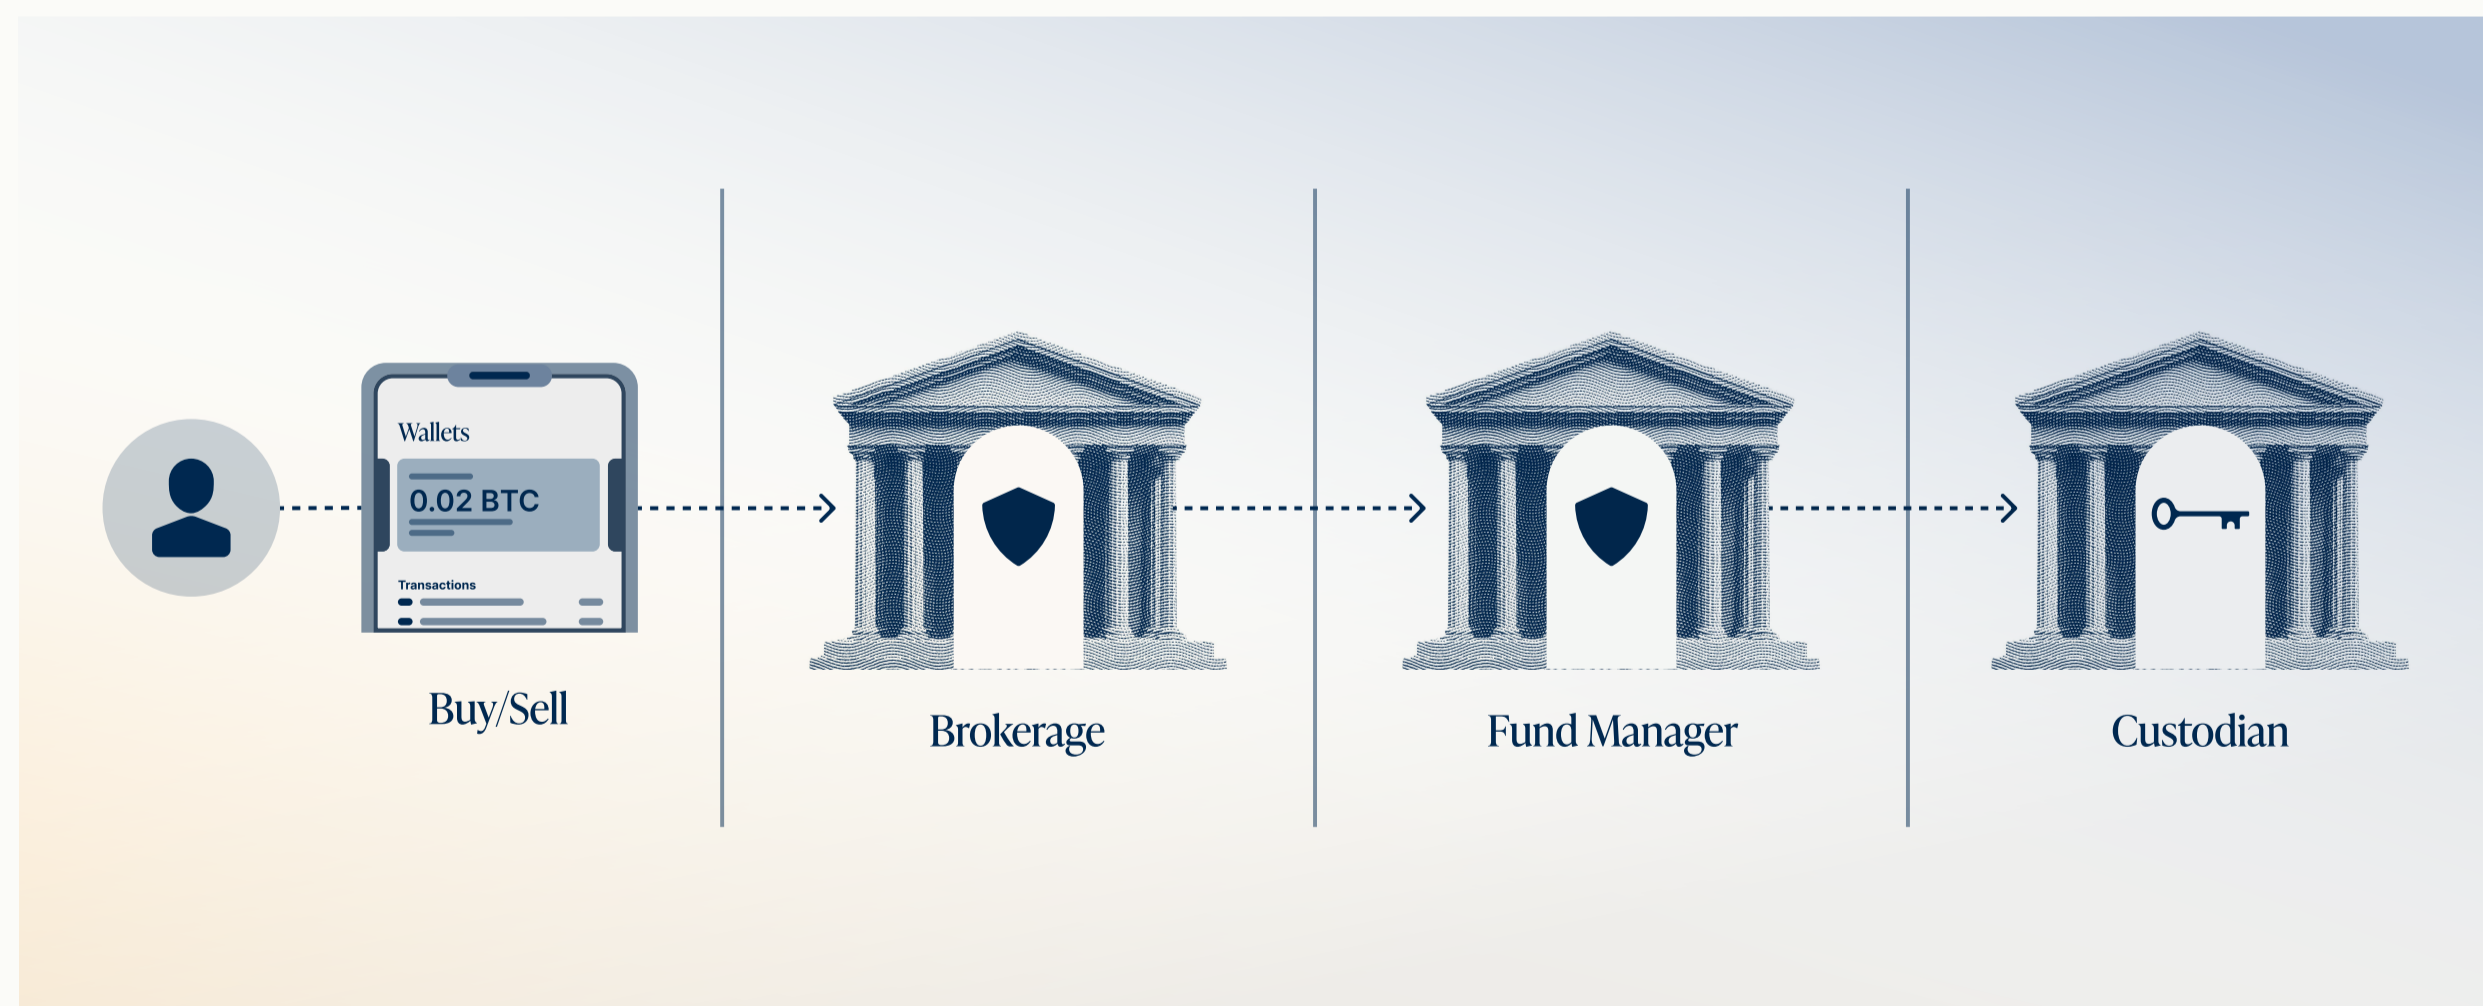 Wallets
0.02 BTC
Transactions
Buy/Sell
Brokerage
Fund Manager
Custodian